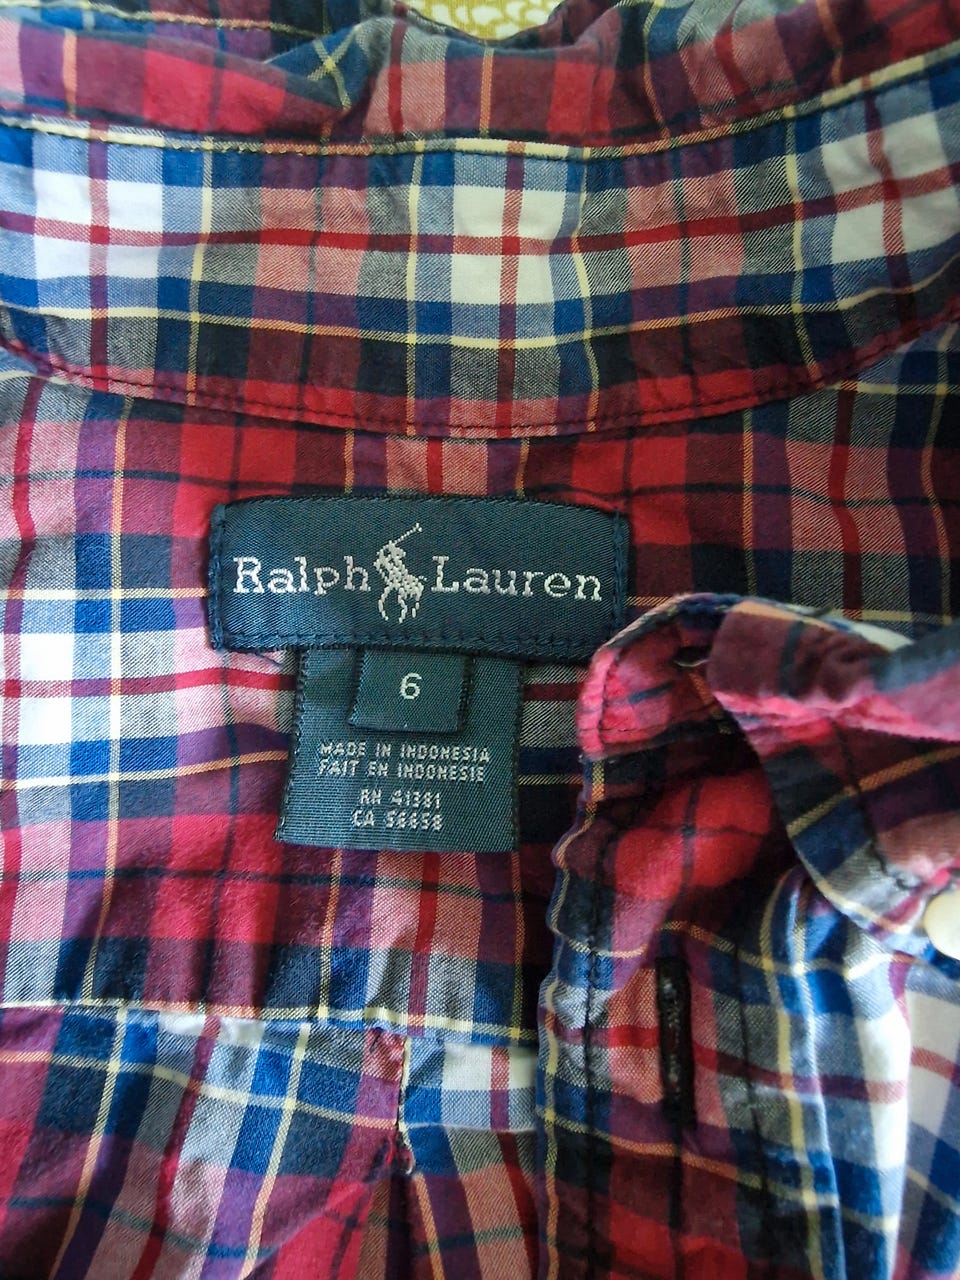 Ralph Lauren
6
MADE IN INDONESIA
FAIT EN INDONESIE
RN 41381
CA 56658